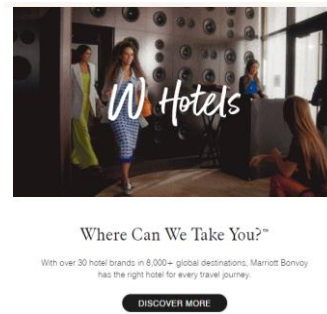 W Hotels
Where Can We Take You?™
With over 30 hotel brands in 8,000+ global destinations, Marriott Bonvoy
has the right hotel for every travel journey.
DISCOVER MORE